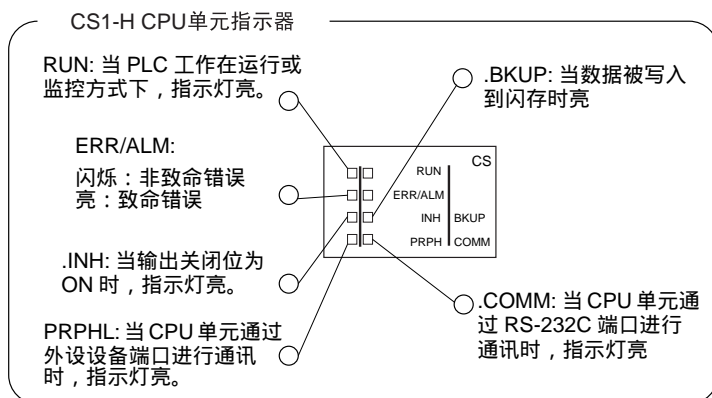 CS1-H CPU单元指示器
RUN: 当 PLC 工作在运行或
监控方式下，指示灯亮。
.BKUP: 当数据被写入
到闪存时亮
ERR/ALM:
闪烁：非致命错误
亮：致命错误
CS
RUN
ERR/ALM
INH BKUP
PRPH COMM
.INH: 当输出关闭位为
ON 时，指示灯亮。
.COMM: 当 CPU 单元通
过 RS-232C 端口进行
通讯时，指示灯亮
PRPHL: 当 CPU 单元通过
外设设备端口进行通讯
时，指示灯亮。